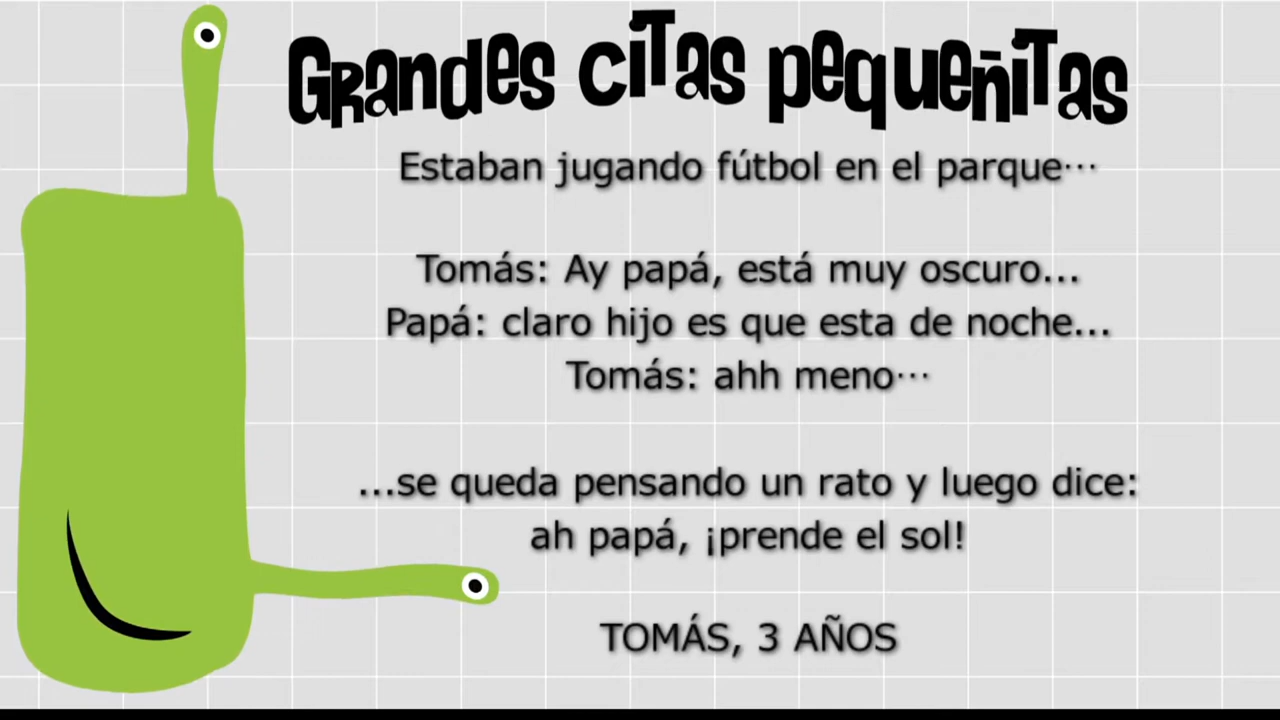 Grandes citas pequeñitas
Estaban jugando fútbol en el parque…
Tomás: Ay papá, está muy oscuro...
Papá: claro hijo es que esta de noche...
Tomás: ahh meno…
...se queda pensando un rato y luego dice:
ah papá, ¡prende el sol!
TOMÁS, 3 AÑOS